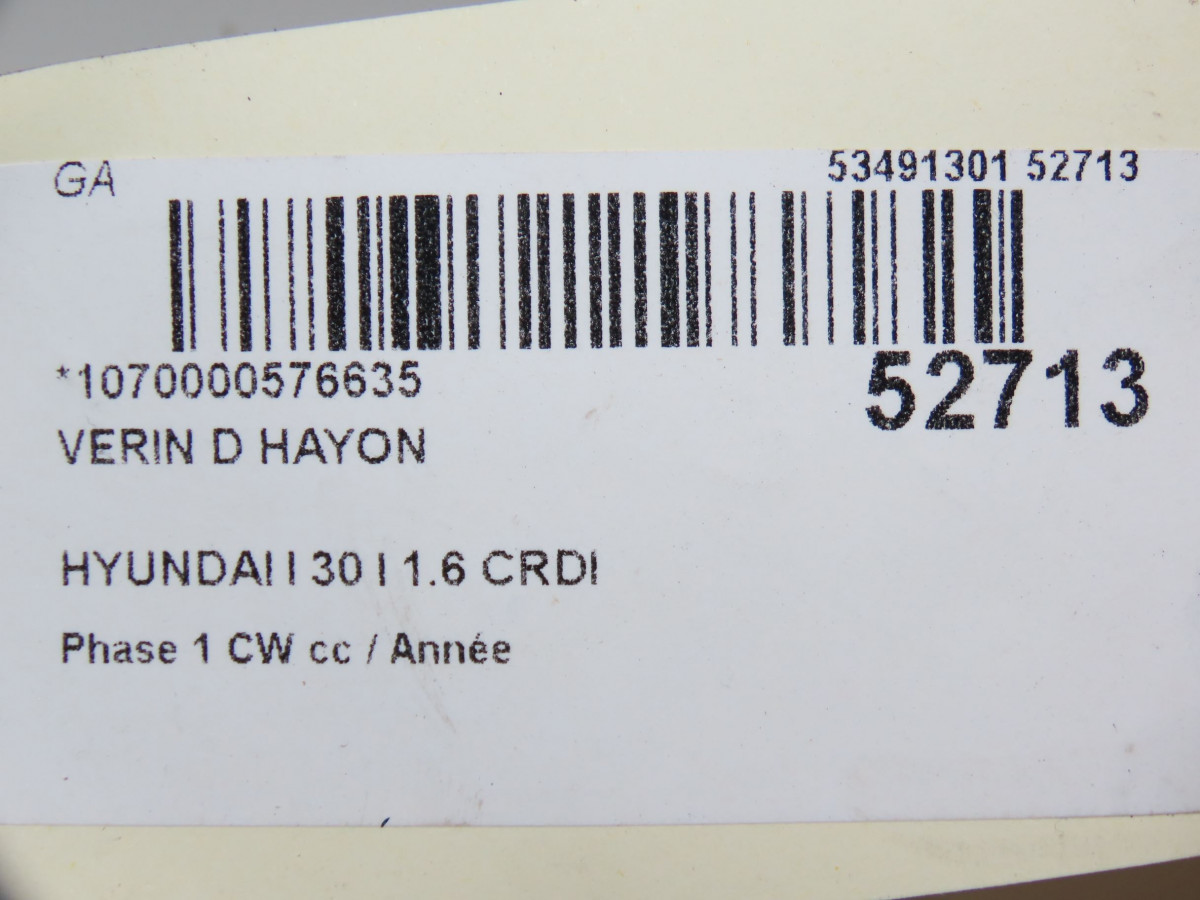 GA
53491301 52713
*1070000576635
52713
VERIN D HAYON
HYUNDAI I 30 I 1.6 CRDI
Phase 1 CW cc / Année